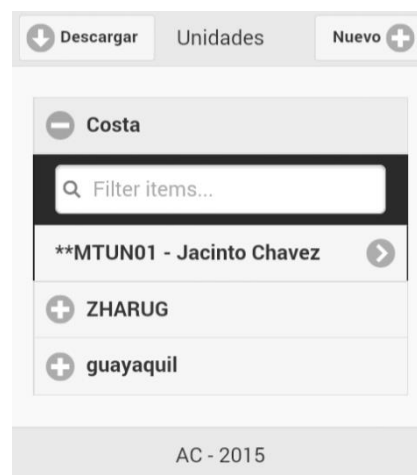 Descargar Unidades Nuevo
Costa
Filter items...
**MTUN01 - Jacinto Chavez
ZHARUG
guayaquil
AC - 2015